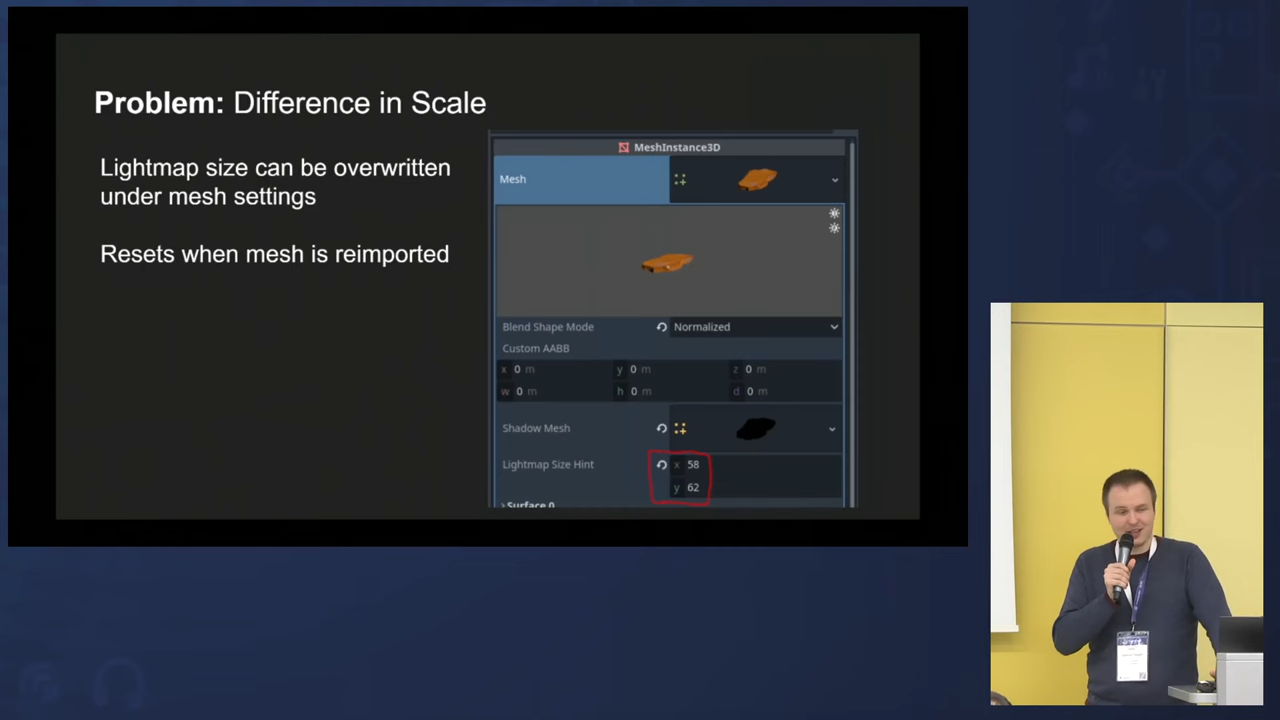 Problem: Difference in Scale
Lightmap size can be overwritten
under mesh settings
Resets when mesh is reimported
MeshInstance3D
Mesh
Blend Shape Mode
Normalized
Custom AABB
x 0 m y 0 m z 0 m
w 0 m h 0 m d 0 m
Shadow Mesh
Lightmap Size Hint
x 58
y 62
Surface 0